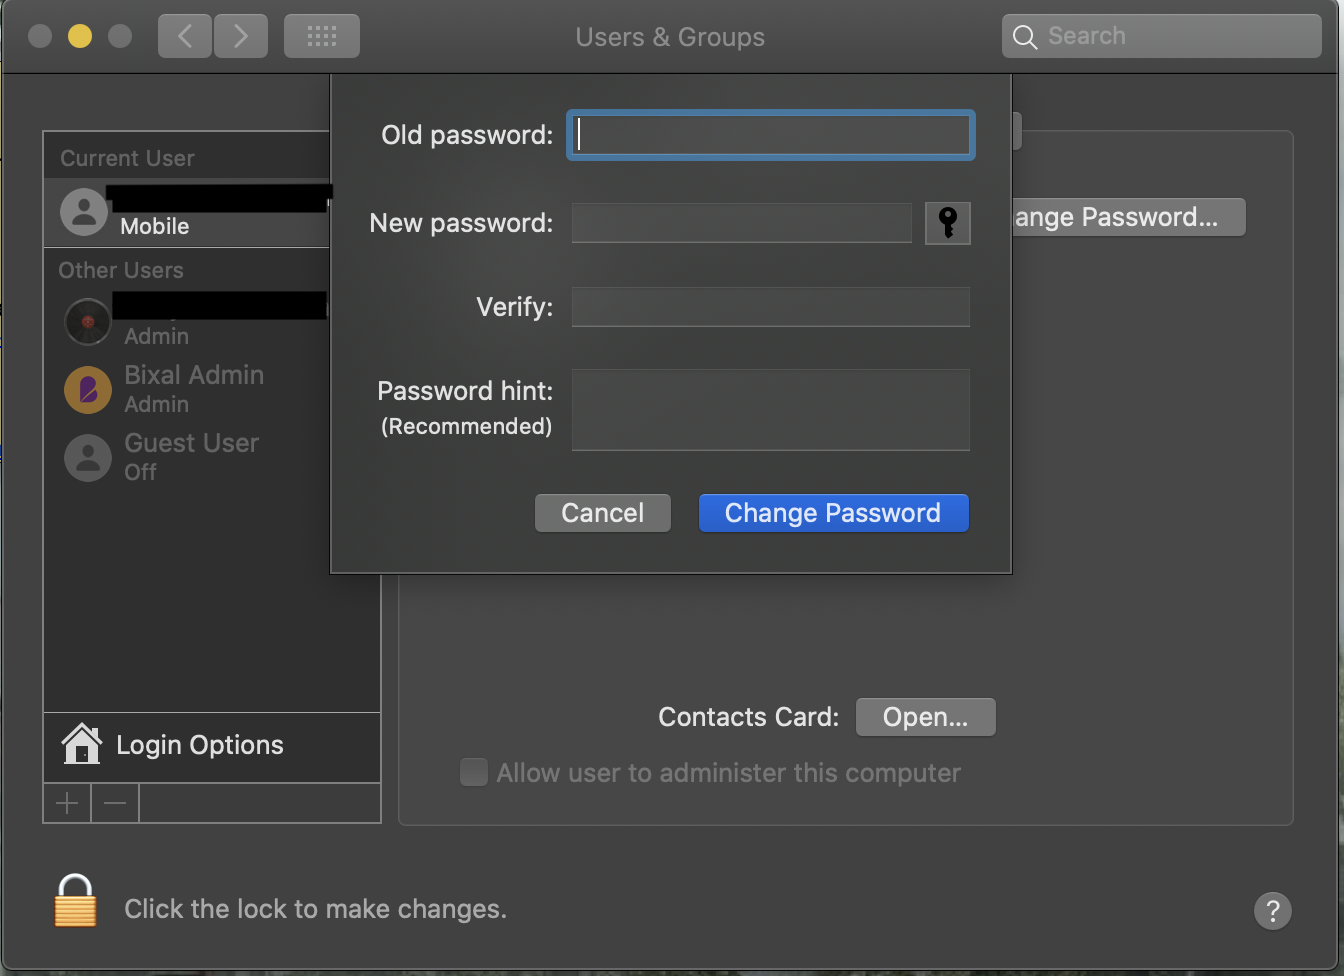 Users & Groups
Search
Current User
Mobile
Other Users
Admin
Bixal Admin
Admin
Guest User
Off
Login Options
Old password:
New password:
Verify:
Password hint:
(Recommended)
Cancel
Change Password
ange Password...
Contacts Card:
Open...
Allow user to administer this computer
Click the lock to make changes.
?